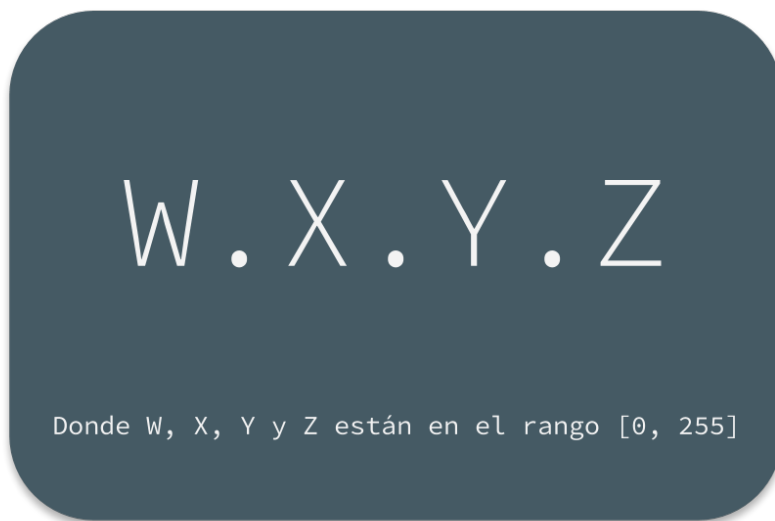 W.X.Y.Z
Donde W, X, Y y Z están en el rango [0, 255]